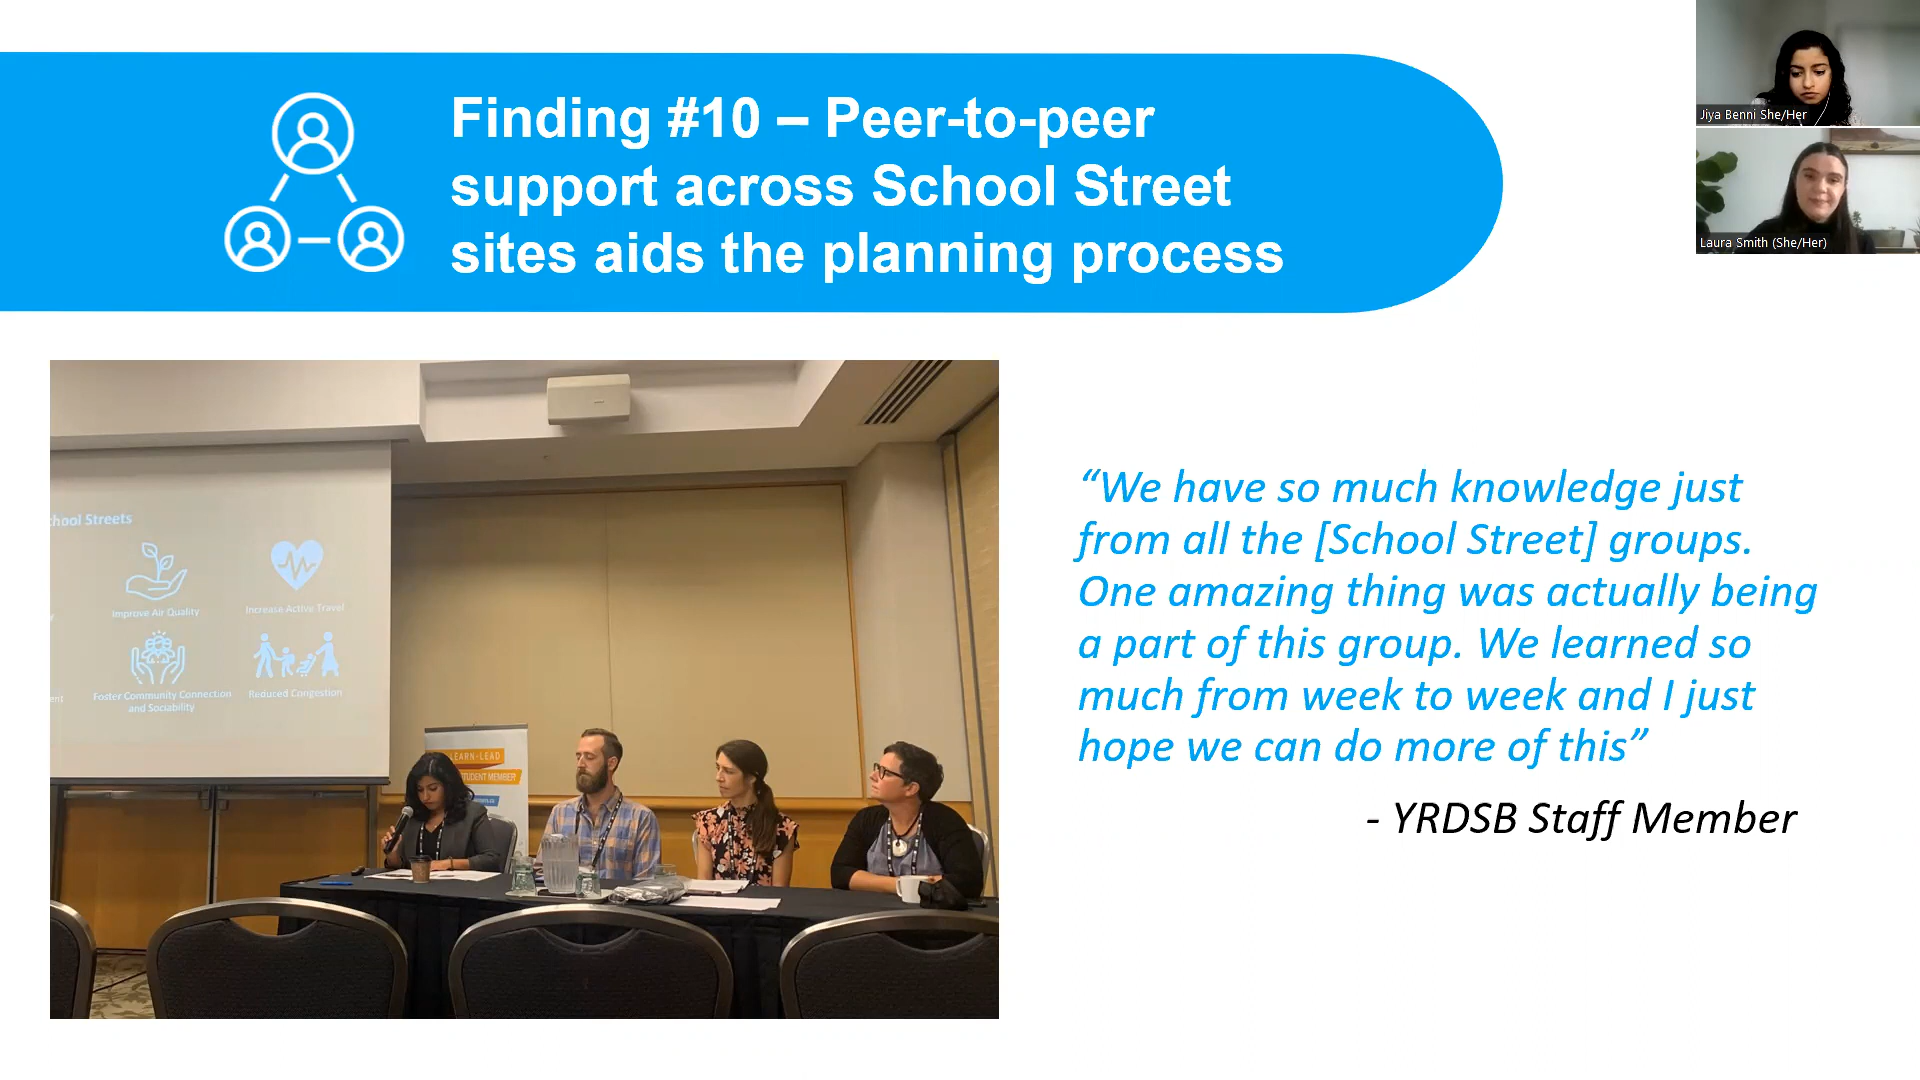 Finding #10 – Peer-to-peer
support across School Street
sites aids the planning process
Jiya Benni She/Her
Laura Smith (She/Her)
School Streets
Improve Air Quality
Increase Active Travel
Foster Community Connection
and Sociability
Reduced Congestion
LEARN·LEAD
STUDENT MEMBER
“We have so much knowledge just
from all the [School Street] groups.
One amazing thing was actually being
a part of this group. We learned so
much from week to week and I just
hope we can do more of this”
- YRDSB Staff Member